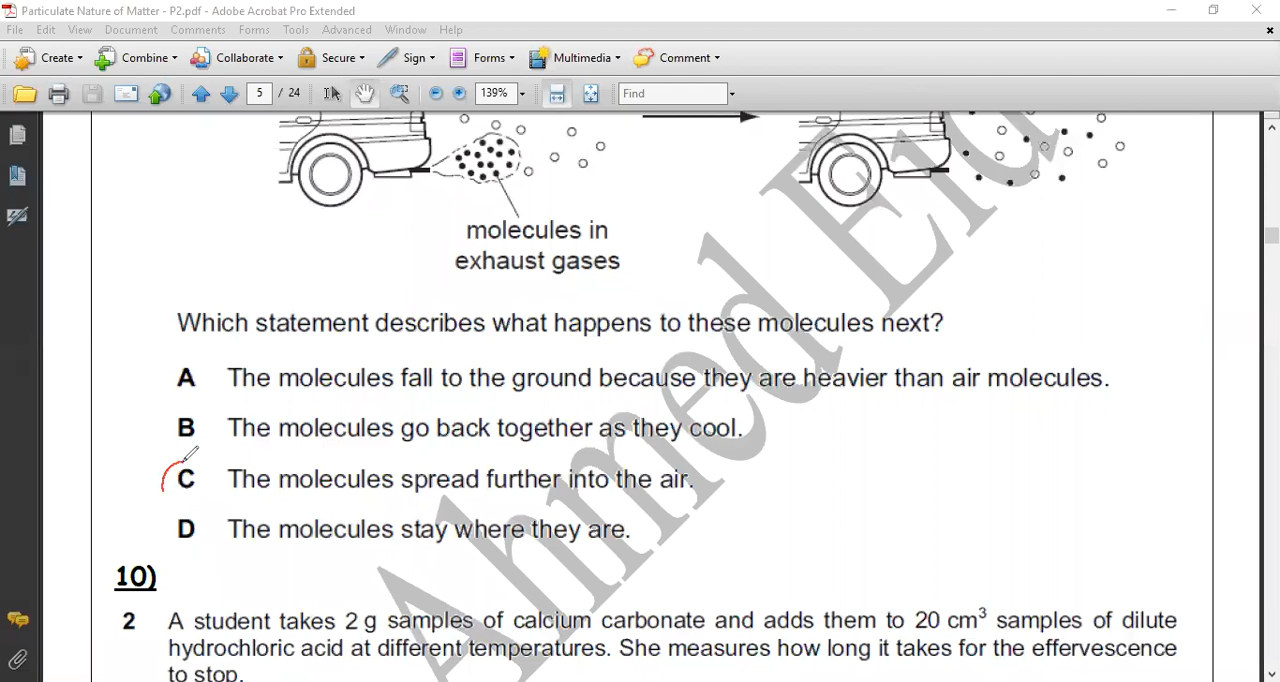 Particulate Nature of Matter - P2.pdf - Adobe Acrobat Pro Extended
File Edit View Document Comments Forms Tools Advanced Window Help
Create Combine Collaborate Secure Sign Forms Multimedia Comment
5 / 24 139% Find
molecules in
exhaust gases
Which statement describes what happens to these molecules next?
A The molecules fall to the ground because they are heavier than air molecules.
B The molecules go back together as they cool.
C The molecules spread further into the air.
D The molecules stay where they are.
10)
2 A student takes 2 g samples of calcium carbonate and adds them to 20 cm³ samples of dilute
hydrochloric acid at different temperatures. She measures how long it takes for the effervescence
to stop.
Ahmed Eid